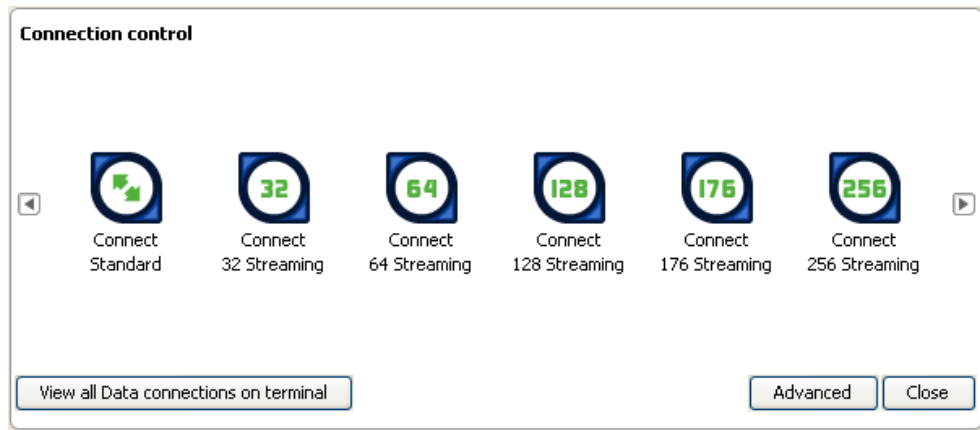 Connection control
32
64
128
176
256
Connect Standard
Connect 32 Streaming
Connect 64 Streaming
Connect 128 Streaming
Connect 176 Streaming
Connect 256 Streaming
View all Data connections on terminal
Advanced
Close